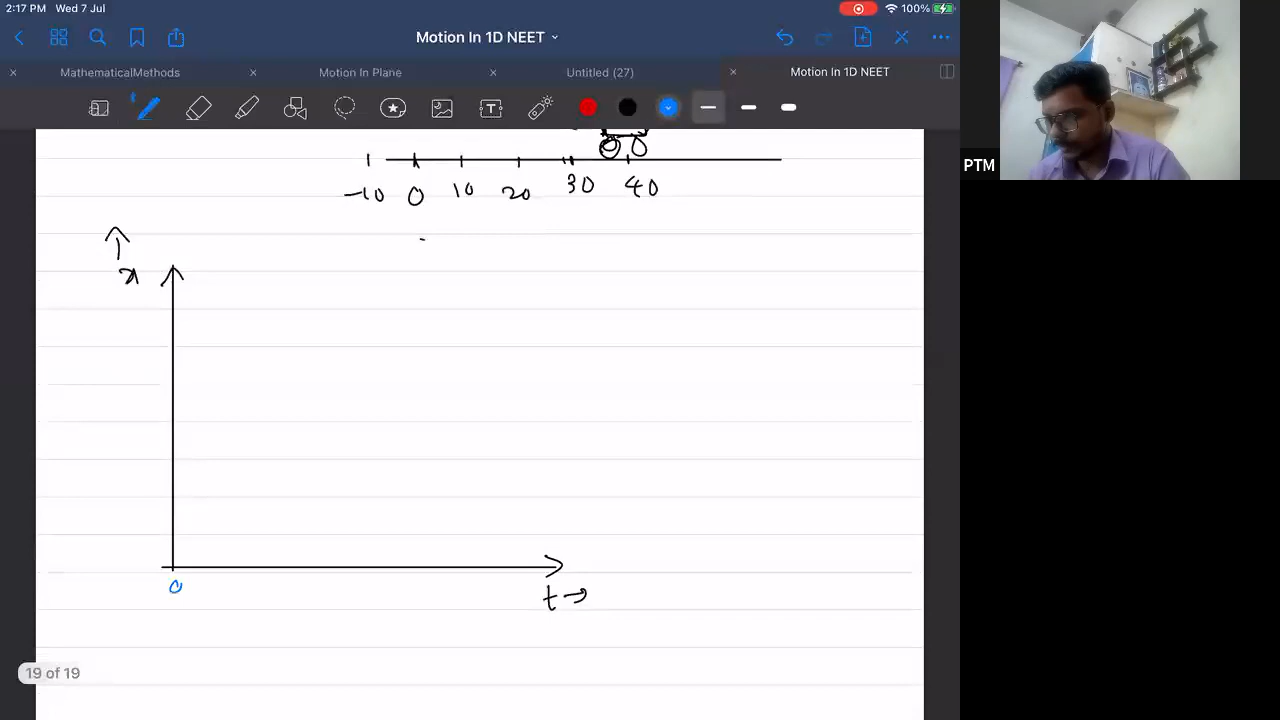 2:17 PM Wed 7 Jul
100%
Motion In 1D NEET
MathematicalMethods
Motion In Plane
Untitled (27)
Motion In 1D NEET
T
PTM
-10 0 10 20 30 40
x
0
t →
19 of 19